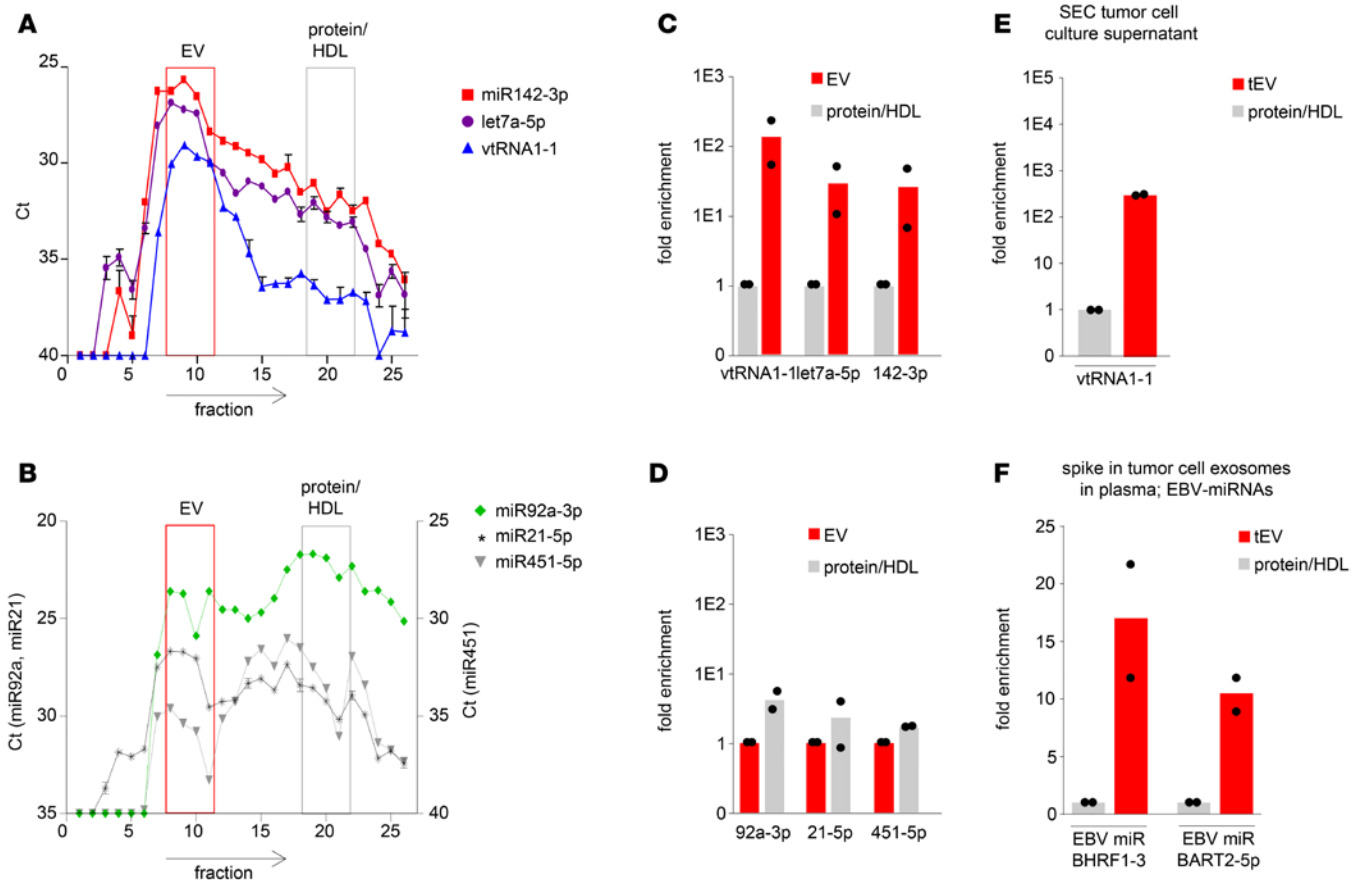 A
EV
protein/
HDL
25
30
35
40
Ct
0 5 10 15 20 25
fraction
miR142-3p
let7a-5p
vtRNA1-1
C
1E3
1E2
1E1
1
0
fold enrichment
EV
protein/HDL
vtRNA1-1let7a-5p 142-3p
E
SEC tumor cell
culture supernatant
1E5
1E4
1E3
1E2
10
1
0
fold enrichment
tEV
protein/HDL
vtRNA1-1
B
EV
protein/
HDL
20
25
30
35
Ct (miR92a, miR21)
25
30
35
40
Ct (miR451)
0 5 10 15 20 25
fraction
miR92a-3p
* miR21-5p
miR451-5p
D
1E3
1E2
1E1
1
0
fold enrichment
EV
protein/HDL
92a-3p 21-5p 451-5p
F
spike in tumor cell exosomes
in plasma; EBV-miRNAs
25
20
15
10
5
0
fold enrichment
tEV
protein/HDL
EBV miR EBV miR
BHRF1-3 BART2-5p